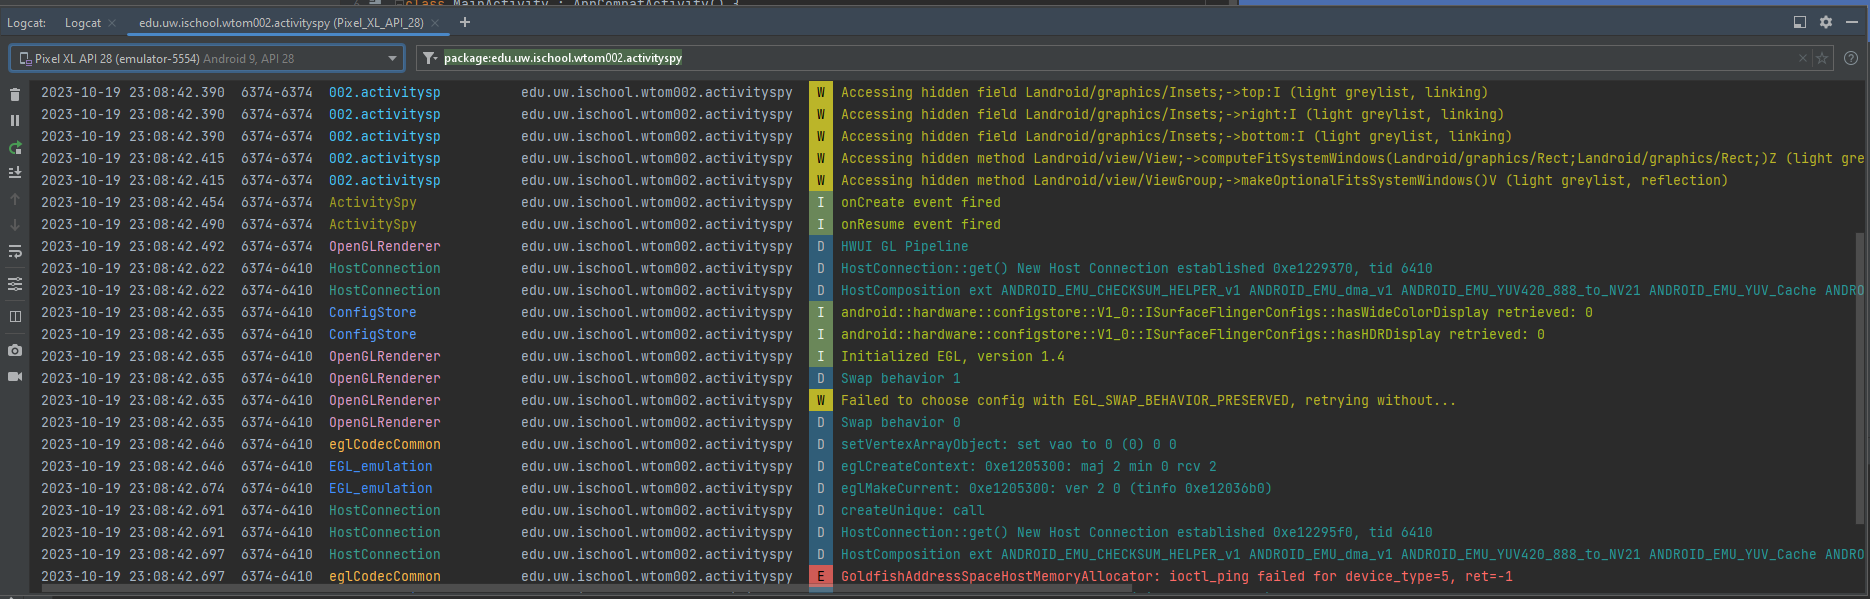 class MainActivity : AppCompatActivity() {
Logcat: Logcat × edu.uw.ischool.wtom002.activityspy (Pixel_XL_API_28) × +
Pixel XL API 28 (emulator-5554) Android 9, API 28 package:edu.uw.ischool.wtom002.activityspy
2023-10-19 23:08:42.390 6374-6374 002.activitysp edu.uw.ischool.wtom002.activityspy W Accessing hidden field Landroid/graphics/Insets;->top:I (light greylist, linking)
2023-10-19 23:08:42.390 6374-6374 002.activitysp edu.uw.ischool.wtom002.activityspy W Accessing hidden field Landroid/graphics/Insets;->right:I (light greylist, linking)
2023-10-19 23:08:42.390 6374-6374 002.activitysp edu.uw.ischool.wtom002.activityspy W Accessing hidden field Landroid/graphics/Insets;->bottom:I (light greylist, linking)
2023-10-19 23:08:42.415 6374-6374 002.activitysp edu.uw.ischool.wtom002.activityspy W Accessing hidden method Landroid/view/View;->computeFitSystemWindows(Landroid/graphics/Rect;Landroid/graphics/Rect;)Z (light gre
2023-10-19 23:08:42.415 6374-6374 002.activitysp edu.uw.ischool.wtom002.activityspy W Accessing hidden method Landroid/view/ViewGroup;->makeOptionalFitsSystemWindows()V (light greylist, reflection)
2023-10-19 23:08:42.454 6374-6374 ActivitySpy edu.uw.ischool.wtom002.activityspy I onCreate event fired
2023-10-19 23:08:42.490 6374-6374 ActivitySpy edu.uw.ischool.wtom002.activityspy I onResume event fired
2023-10-19 23:08:42.492 6374-6374 OpenGLRenderer edu.uw.ischool.wtom002.activityspy D HWUI GL Pipeline
2023-10-19 23:08:42.622 6374-6410 HostConnection edu.uw.ischool.wtom002.activityspy D HostConnection::get() New Host Connection established 0xe1229370, tid 6410
2023-10-19 23:08:42.622 6374-6410 HostConnection edu.uw.ischool.wtom002.activityspy D HostComposition ext ANDROID_EMU_CHECKSUM_HELPER_v1 ANDROID_EMU_dma_v1 ANDROID_EMU_YUV420_888_to_NV21 ANDROID_EMU_YUV_Cache ANDRO
2023-10-19 23:08:42.635 6374-6410 ConfigStore edu.uw.ischool.wtom002.activityspy I android::hardware::configstore::V1_0::ISurfaceFlingerConfigs::hasWideColorDisplay retrieved: 0
2023-10-19 23:08:42.635 6374-6410 ConfigStore edu.uw.ischool.wtom002.activityspy I android::hardware::configstore::V1_0::ISurfaceFlingerConfigs::hasHDRDisplay retrieved: 0
2023-10-19 23:08:42.635 6374-6410 OpenGLRenderer edu.uw.ischool.wtom002.activityspy I Initialized EGL, version 1.4
2023-10-19 23:08:42.635 6374-6410 OpenGLRenderer edu.uw.ischool.wtom002.activityspy D Swap behavior 1
2023-10-19 23:08:42.635 6374-6410 OpenGLRenderer edu.uw.ischool.wtom002.activityspy W Failed to choose config with EGL_SWAP_BEHAVIOR_PRESERVED, retrying without...
2023-10-19 23:08:42.635 6374-6410 OpenGLRenderer edu.uw.ischool.wtom002.activityspy D Swap behavior 0
2023-10-19 23:08:42.646 6374-6410 eglCodecCommon edu.uw.ischool.wtom002.activityspy D setVertexArrayObject: set vao to 0 (0) 0 0
2023-10-19 23:08:42.646 6374-6410 EGL_emulation edu.uw.ischool.wtom002.activityspy D eglCreateContext: 0xe1205300: maj 2 min 0 rcv 2
2023-10-19 23:08:42.674 6374-6410 EGL_emulation edu.uw.ischool.wtom002.activityspy D eglMakeCurrent: 0xe1205300: ver 2 0 (tinfo 0xe12036b0)
2023-10-19 23:08:42.691 6374-6410 HostConnection edu.uw.ischool.wtom002.activityspy D createUnique: call
2023-10-19 23:08:42.691 6374-6410 HostConnection edu.uw.ischool.wtom002.activityspy D HostConnection::get() New Host Connection established 0xe12295f0, tid 6410
2023-10-19 23:08:42.697 6374-6410 HostConnection edu.uw.ischool.wtom002.activityspy D HostComposition ext ANDROID_EMU_CHECKSUM_HELPER_v1 ANDROID_EMU_dma_v1 ANDROID_EMU_YUV420_888_to_NV21 ANDROID_EMU_YUV_Cache ANDRO
2023-10-19 23:08:42.697 6374-6410 eglCodecCommon edu.uw.ischool.wtom002.activityspy E GoldfishAddressSpaceHostMemoryAllocator: ioctl_ping failed for device_type=5, ret=-1